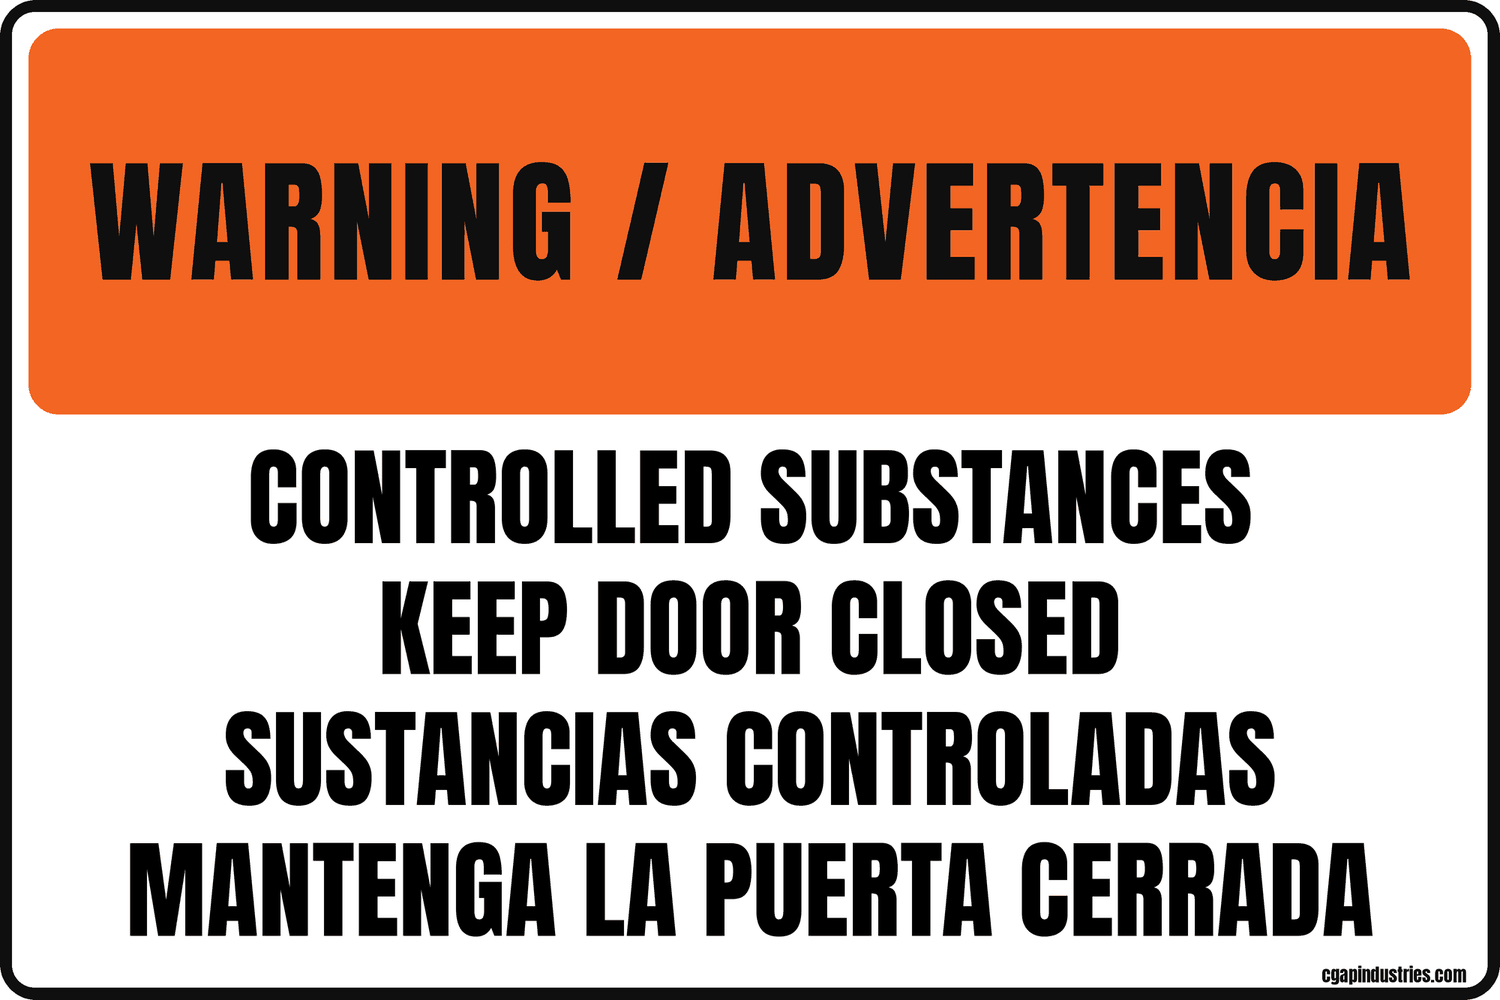 WARNING / ADVERTENCIA
CONTROLLED SUBSTANCES
KEEP DOOR CLOSED
SUSTANCIAS CONTROLADAS
MANTENGA LA PUERTA CERRADA
cgapindustries.com